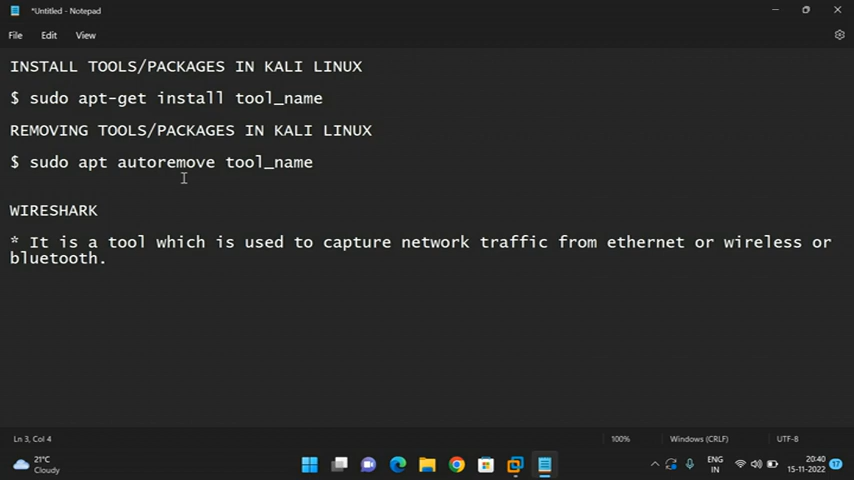 *Untitled - Notepad
File Edit View
INSTALL TOOLS/PACKAGES IN KALI LINUX
$ sudo apt-get install tool_name
REMOVING TOOLS/PACKAGES IN KALI LINUX
$ sudo apt autoremove tool_name
WIRESHARK
* It is a tool which is used to capture network traffic from ethernet or wireless or
bluetooth.
Ln 3, Col 4 100% Windows (CRLF) UTF-8
21°C
Cloudy
ENG
IN
20:40
15-11-2022
17